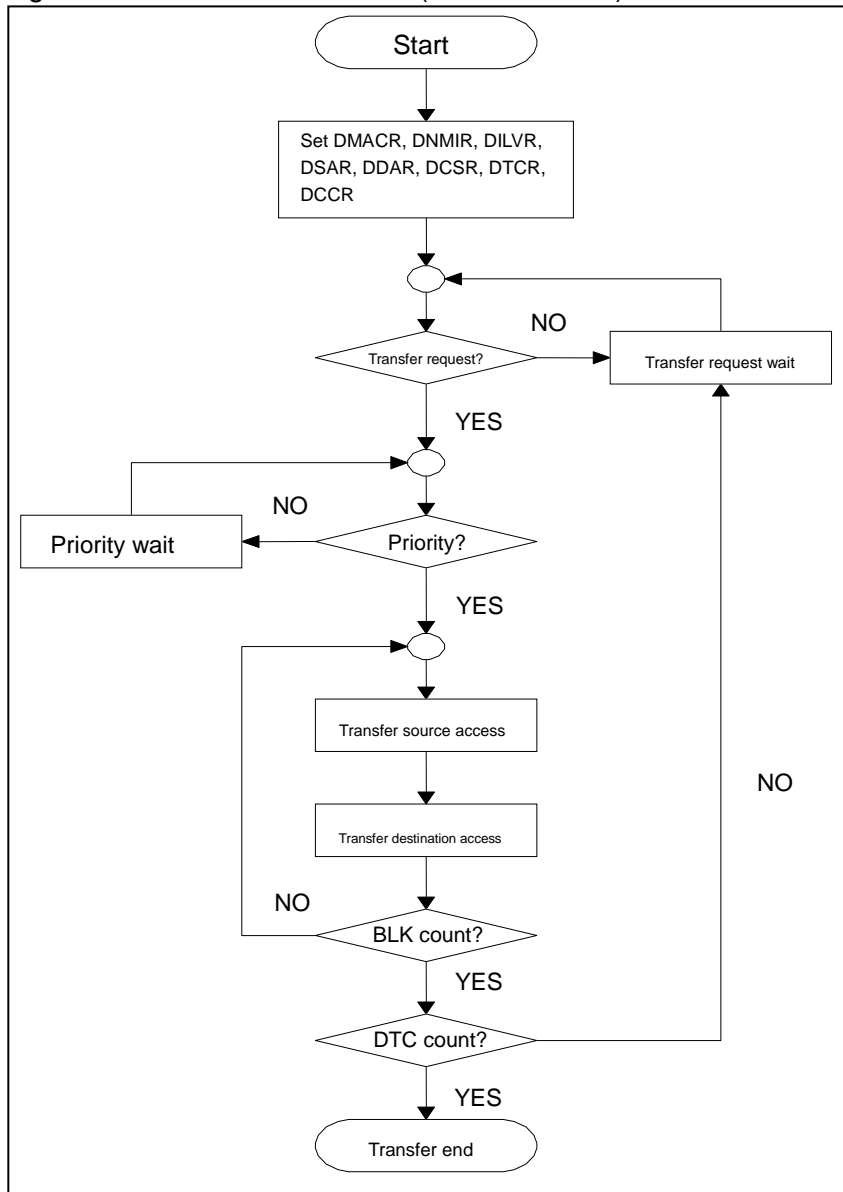 Start
Set DMACR, DNMIR, DILVR,
DSAR, DDAR, DCSR, DTCR,
DCCR
NO
Transfer request?
Transfer request wait
YES
NO
Priority wait
Priority?
YES
Transfer source access
NO
Transfer destination access
NO
BLK count?
YES
DTC count?
YES
Transfer end